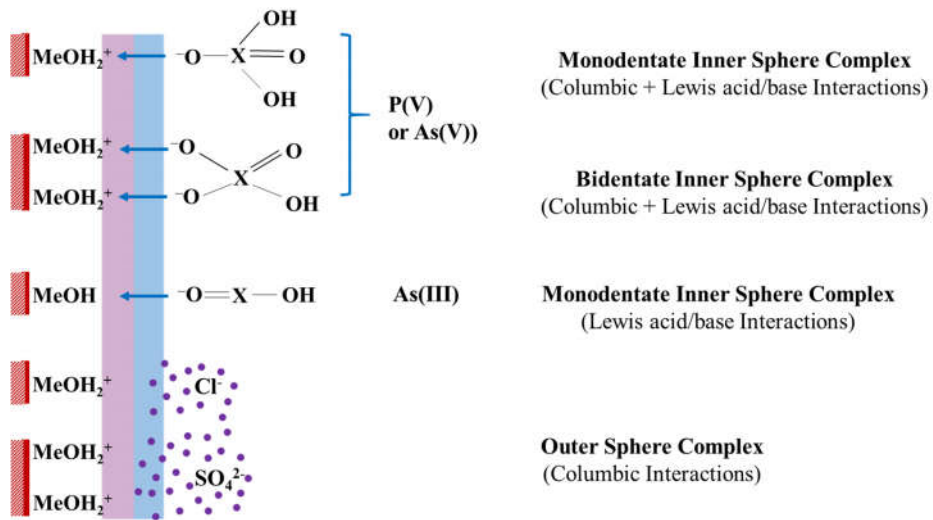 OH
MeOH₂⁺ ⁻O X O
OH
Monodentate Inner Sphere Complex
(Columbic + Lewis acid/base Interactions)
P(V)
or As(V))
MeOH₂⁺ ⁻O O
X
MeOH₂⁺ ⁻O OH
Bidentate Inner Sphere Complex
(Columbic + Lewis acid/base Interactions)
MeOH ⁻O=X—OH As(III) Monodentate Inner Sphere Complex
(Lewis acid/base Interactions)
MeOH₂⁺ Cl⁻
MeOH₂⁺
SO₄²⁻
MeOH₂⁺
Outer Sphere Complex
(Columbic Interactions)